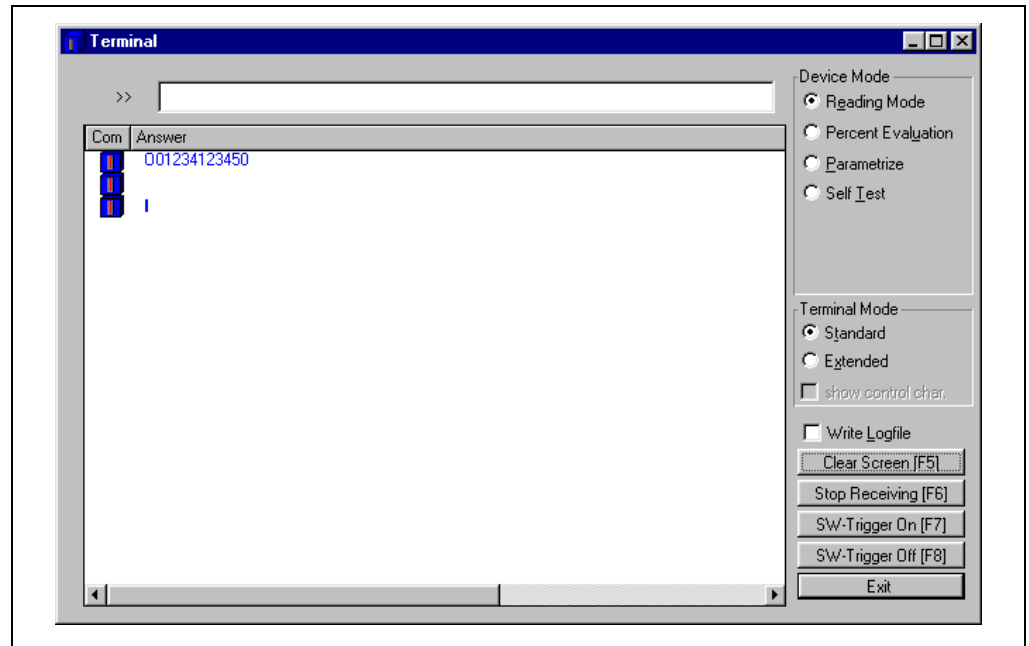 Terminal
>>
Com Answer
001234123450
I
Device Mode
Reading Mode
Percent Evaluation
Parametrize
Self Test
Terminal Mode
Standard
Extended
show control char.
Write Logfile
Clear Screen [F5]
Stop Receiving [F6]
SW-Trigger On [F7]
SW-Trigger Off [F8]
Exit